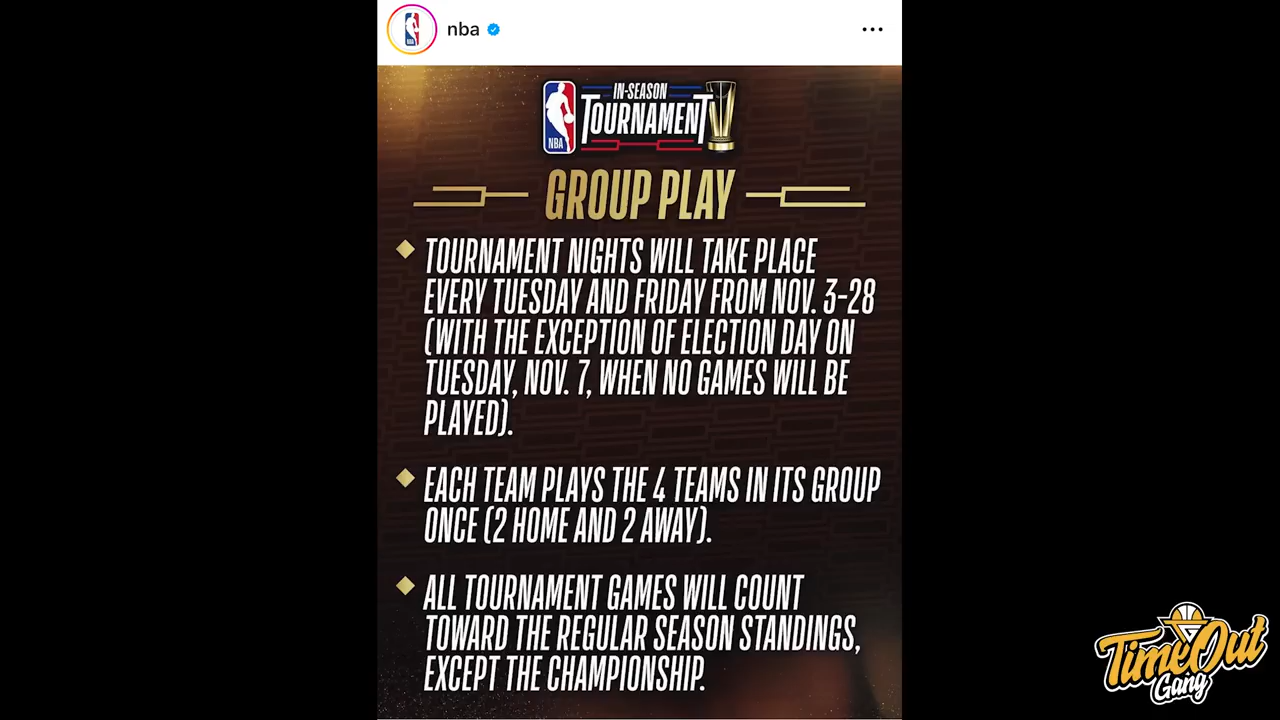 nba
IN-SEASON
TOURNAMENT
NBA
GROUP PLAY
TOURNAMENT NIGHTS WILL TAKE PLACE
EVERY TUESDAY AND FRIDAY FROM NOV. 3-28
(WITH THE EXCEPTION OF ELECTION DAY ON
TUESDAY, NOV. 7, WHEN NO GAMES WILL BE
PLAYED).
EACH TEAM PLAYS THE 4 TEAMS IN ITS GROUP
ONCE (2 HOME AND 2 AWAY).
ALL TOURNAMENT GAMES WILL COUNT
TOWARD THE REGULAR SEASON STANDINGS,
EXCEPT THE CHAMPIONSHIP.
TimeOut
Gang